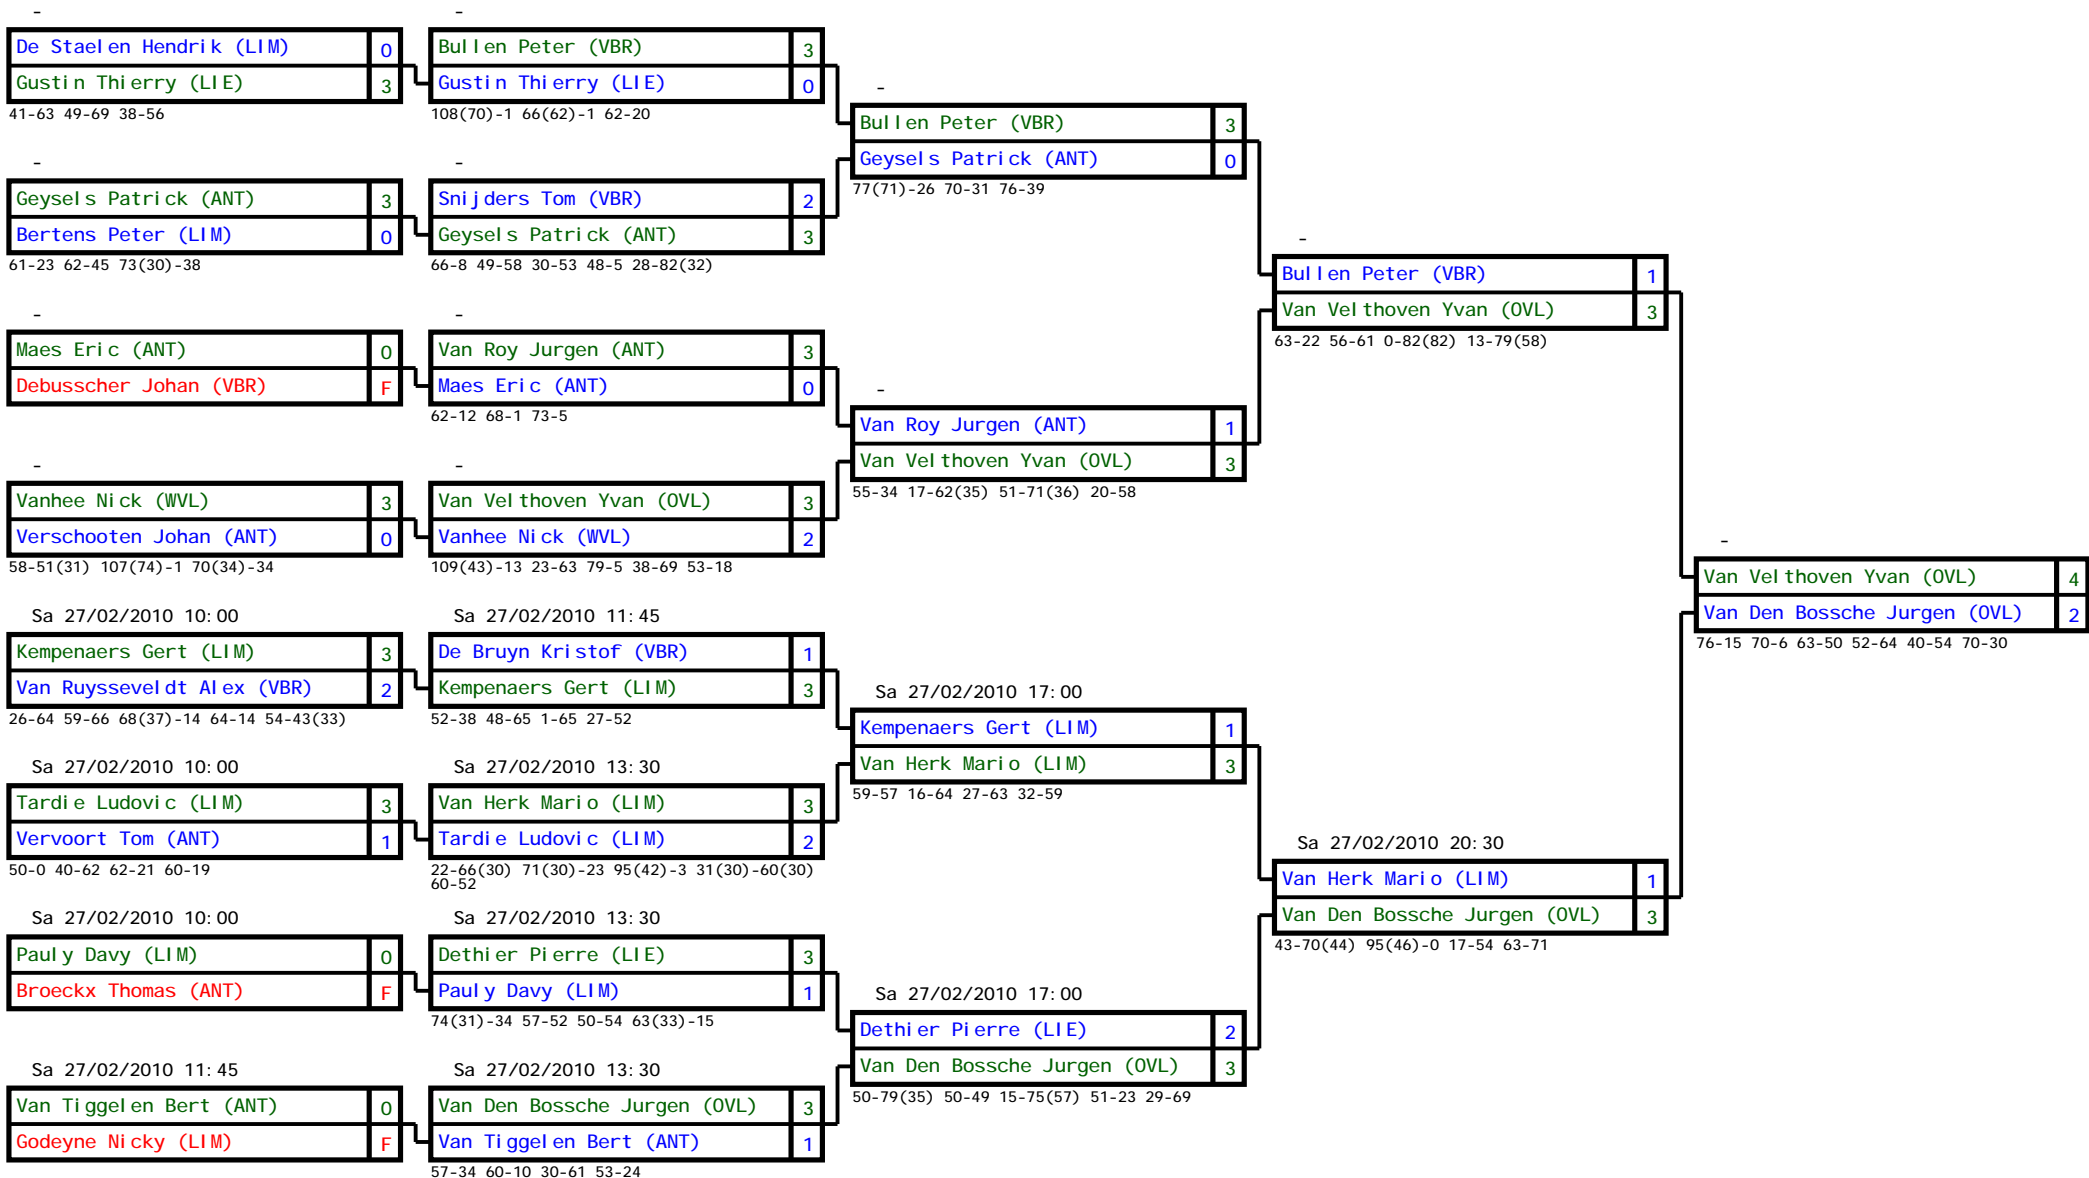 -
De Staelen Hendrik (LIM) 0
Gustin Thierry (LIE) 3
41-63 49-69 38-56
-
Geysels Patrick (ANT) 3
Bertens Peter (LIM) 0
61-23 62-45 73(30)-38
-
Maes Eric (ANT) 0
Debusscher Johan (VBR) F
-
Vanhee Nick (WVL) 3
Verschooten Johan (ANT) 0
58-51(31) 107(74)-1 70(34)-34
Sa 27/02/2010 10:00
Kempenaers Gert (LIM) 3
Van Ruysseveldt Alex (VBR) 2
26-64 59-66 68(37)-14 64-14 54-43(33)
Sa 27/02/2010 10:00
Tardie Ludovic (LIM) 3
Vervoort Tom (ANT) 1
50-0 40-62 62-21 60-19
Sa 27/02/2010 10:00
Pauly Davy (LIM) 0
Broeckx Thomas (ANT) F
Sa 27/02/2010 11:45
Van Tiggelen Bert (ANT) 0
Godeyne Nicky (LIM) F
-
Bullen Peter (VBR) 3
Gustin Thierry (LIE) 0
108(70)-1 66(62)-1 62-20
-
Snijders Tom (VBR) 2
Geysels Patrick (ANT) 3
66-8 49-58 30-53 48-5 28-82(32)
-
Van Roy Jurgen (ANT) 3
Maes Eric (ANT) 0
62-12 68-1 73-5
-
Van Velthoven Yvan (OVL) 3
Vanhee Nick (WVL) 2
109(43)-13 23-63 79-5 38-69 53-18
Sa 27/02/2010 11:45
De Bruyn Kristof (VBR) 1
Kempenaers Gert (LIM) 3
52-38 48-65 1-65 27-52
Sa 27/02/2010 13:30
Van Herk Mario (LIM) 3
Tardie Ludovic (LIM) 2
22-66(30) 71(30)-23 95(42)-3 31(30)-60(30)
60-52
Sa 27/02/2010 13:30
Dethier Pierre (LIE) 3
Pauly Davy (LIM) 1
74(31)-34 57-52 50-54 63(33)-15
Sa 27/02/2010 13:30
Van Den Bossche Jurgen (OVL) 3
Van Tiggelen Bert (ANT) 1
57-34 60-10 30-61 53-24
-
Bullen Peter (VBR) 3
Geysels Patrick (ANT) 0
77(71)-26 70-31 76-39
-
Van Roy Jurgen (ANT) 1
Van Velthoven Yvan (OVL) 3
55-34 17-62(35) 51-71(36) 20-58
Sa 27/02/2010 17:00
Kempenaers Gert (LIM) 1
Van Herk Mario (LIM) 3
59-57 16-64 27-63 32-59
Sa 27/02/2010 17:00
Dethier Pierre (LIE) 2
Van Den Bossche Jurgen (OVL) 3
50-79(35) 50-49 15-75(57) 51-23 29-69
-
Bullen Peter (VBR) 1
Van Velthoven Yvan (OVL) 3
63-22 56-61 0-82(82) 13-79(58)
Sa 27/02/2010 20:30
Van Herk Mario (LIM) 1
Van Den Bossche Jurgen (OVL) 3
43-70(44) 95(46)-0 17-54 63-71
-
Van Velthoven Yvan (OVL) 4
Van Den Bossche Jurgen (OVL) 2
76-15 70-6 63-50 52-64 40-54 70-30